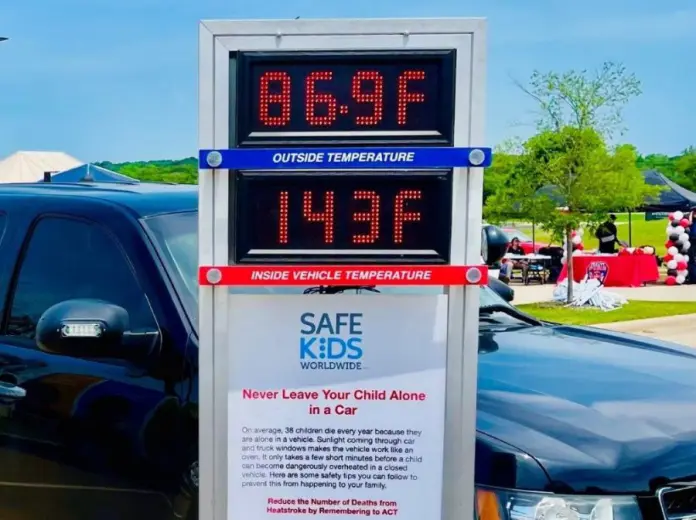 86.9F
OUTSIDE TEMPERATURE
143F
INSIDE VEHICLE TEMPERATURE
SAFE
KIDS
WORLDWIDE
Never Leave Your Child Alone
in a Car
On average, 38 children die every year because they
are alone in a vehicle. Sunlight coming through car
and truck windows makes the vehicle work like an
oven. It only takes a few short minutes before a child
can become dangerously overheated in a closed
vehicle. Here are some safety tips you can follow to
prevent this from happening to your family.
Reduce the Number of Deaths from
Heatstroke by Remembering to ACT